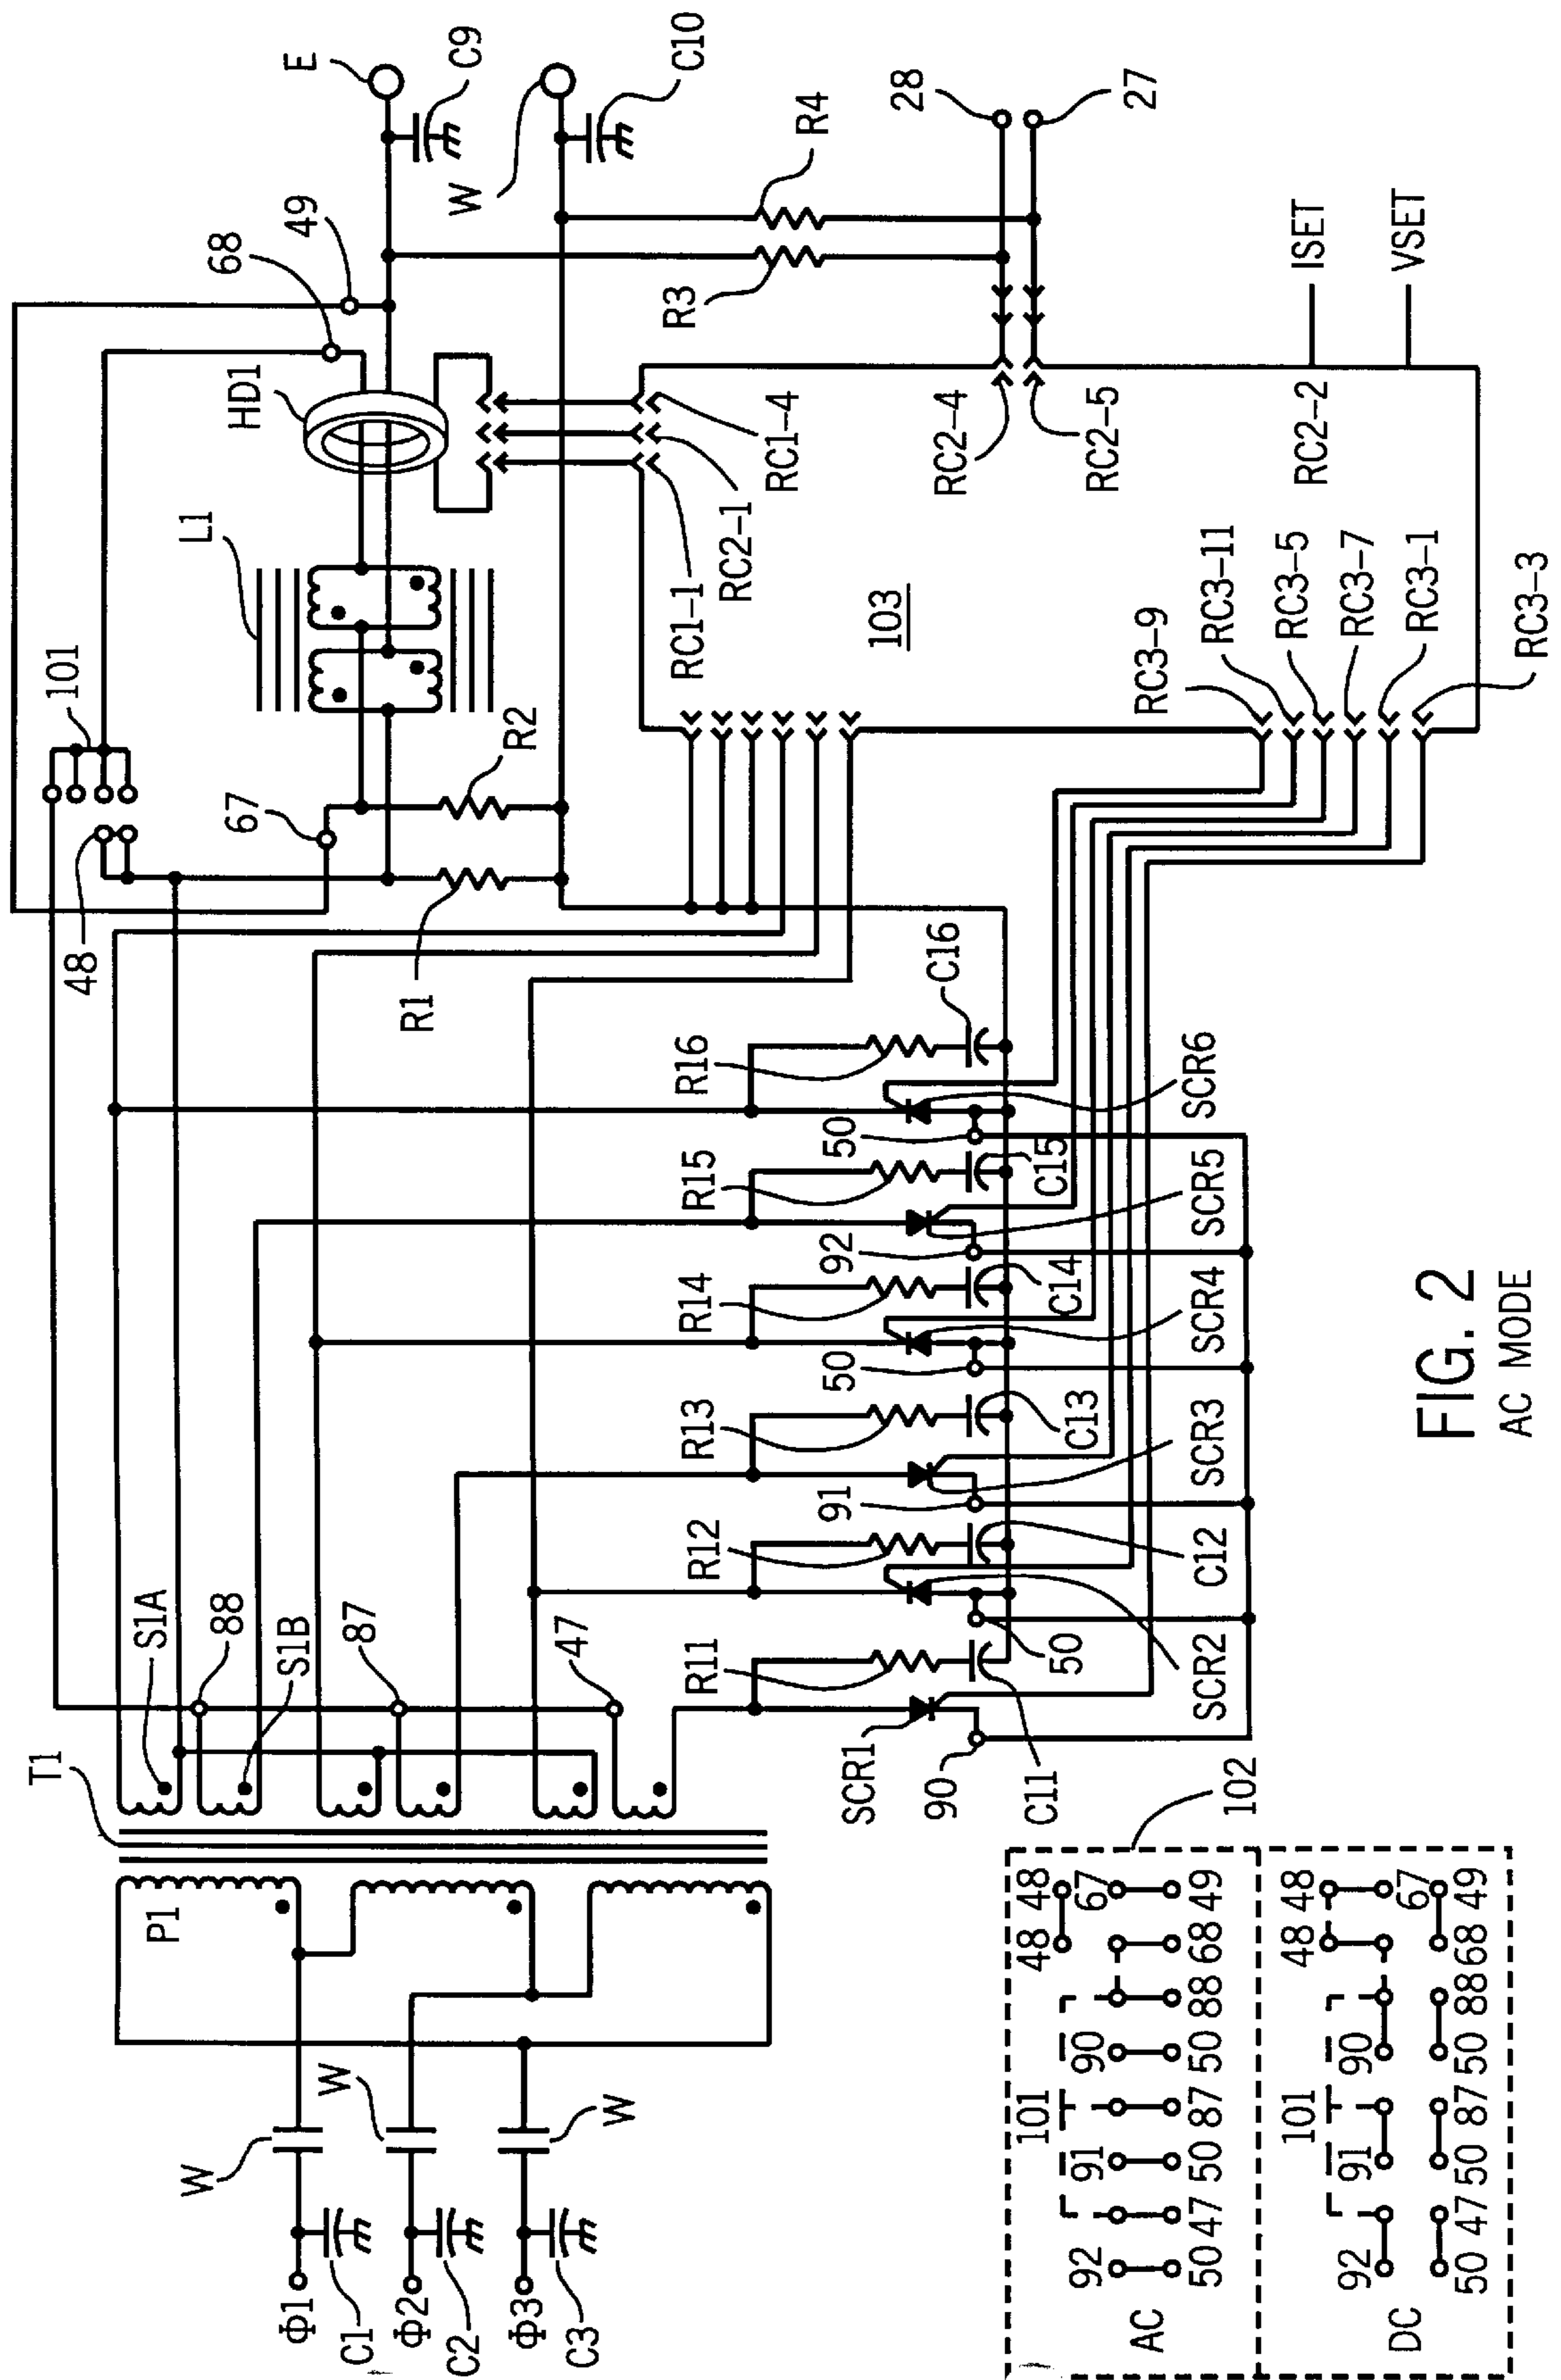 E
C9
W
C10
49
68
HD1
L1
101
67
R2
48
R1
R3
R4
28
27
RC1-1
RC2-1
RC1-4
103
RC2-4
RC2-5
ISET
RC2-2
VSET
RC3-9
RC3-11
RC3-5
RC3-7
RC3-1
RC3-3
C16
R16
SCR6
50
R15
C15
SCR5
92
R14
C14
SCR4
50
R13
C13
SCR3
91
R12
C12
SCR2
50
R11
C11
SCR1
90
T1
S1A
88
S1B
87
47
P1
W
W
W
Φ1
C1
Φ2
C2
Φ3
C3
102
AC
101
48
48
92
91
90
67
50
47
50
87
50
88
68
49
DC
101
48
48
92
91
90
67
50
47
50
87
50
88
68
49
FIG. 2
AC MODE